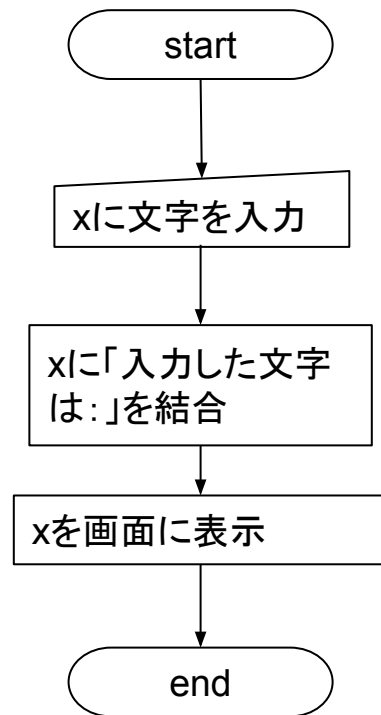 start
xに文字を入力
xに「入力した文字
は：」を結合
xを画面に表示
end